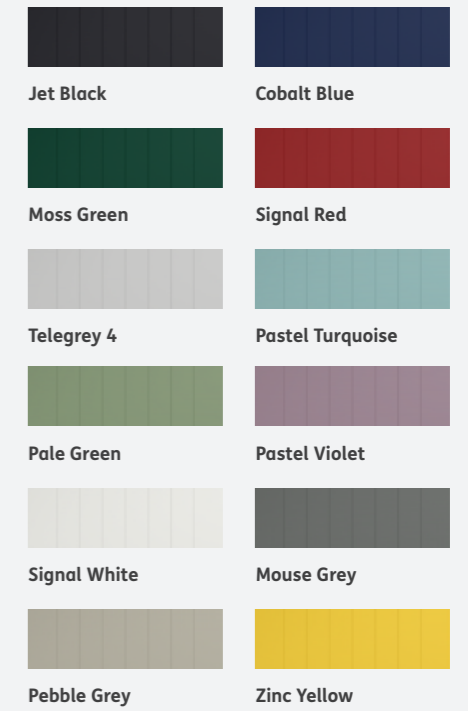 Jet Black
Cobalt Blue
Moss Green
Signal Red
Telegrey 4
Pastel Turquoise
Pale Green
Pastel Violet
Signal White
Mouse Grey
Pebble Grey
Zinc Yellow